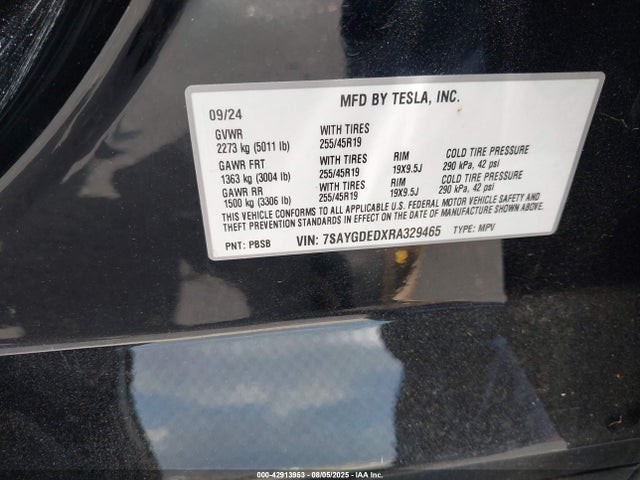 09/24 MFD BY TESLA, INC.
GVWR WITH TIRES
2273 kg (5011 lb) 255/45R19
GAWR FRT WITH TIRES RIM COLD TIRE PRESSURE
1363 kg (3004 lb) 255/45R19 19X9.5J 290 kPa, 42 psi
GAWR RR WITH TIRES RIM COLD TIRE PRESSURE
1500 kg (3306 lb) 255/45R19 19X9.5J 290 kPa, 42 psi
THIS VEHICLE CONFORMS TO ALL APPLICABLE U.S. FEDERAL MOTOR VEHICLE SAFETY AND
THEFT PREVENTION STANDARDS IN EFFECT ON THE DATE OF MANUFACTURE SHOWN ABOVE.
PNT: PBSB VIN: 7SAYGDEDXRA329465 TYPE: MPV
000-42913953 - 08/05/2025 - IAA Inc.